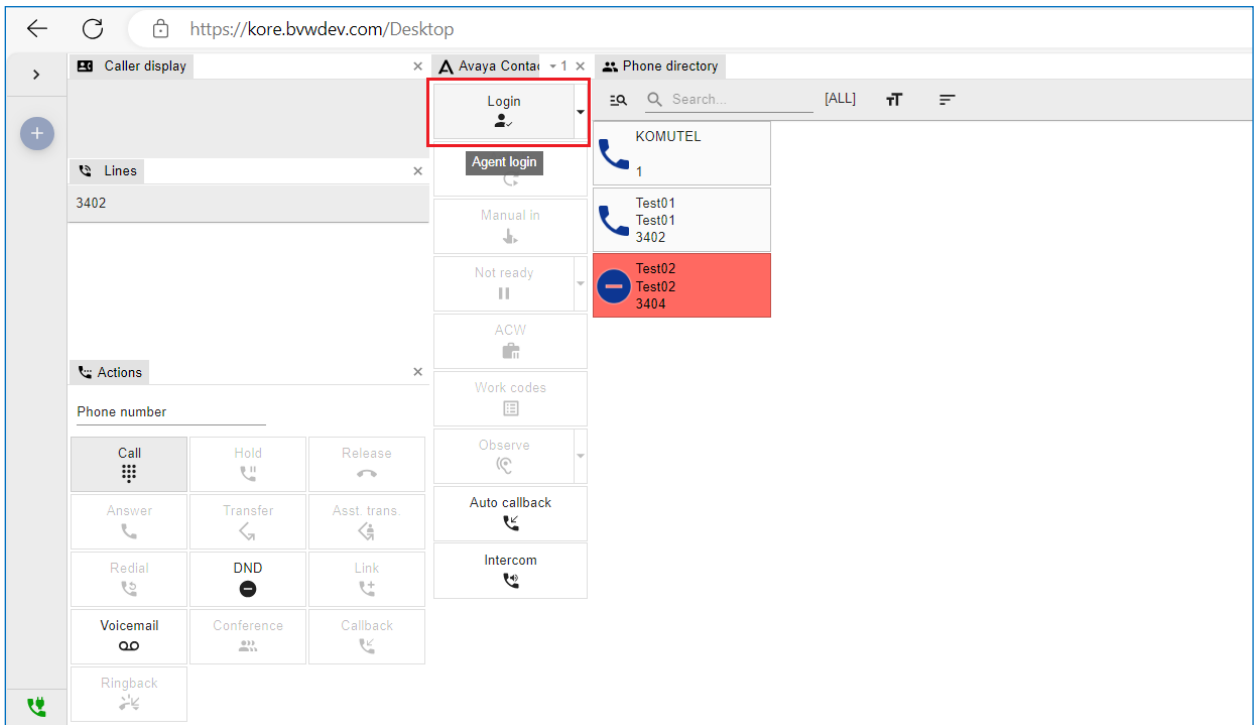 https://kore.bvwdev.com/Desktop
Caller display
Lines
3402
Actions
Phone number
Call
Hold
Release
Answer
Transfer
Asst. trans.
Redial
DND
Link
Voicemail
Conference
Callback
Ringback
Avaya Contac
1
Login
Agent login
Manual in
Not ready
ACW
Work codes
Observe
Auto callback
Intercom
Phone directory
Search...
[ALL]
KOMUTEL
1
Test01
Test01
3402
Test02
Test02
3404